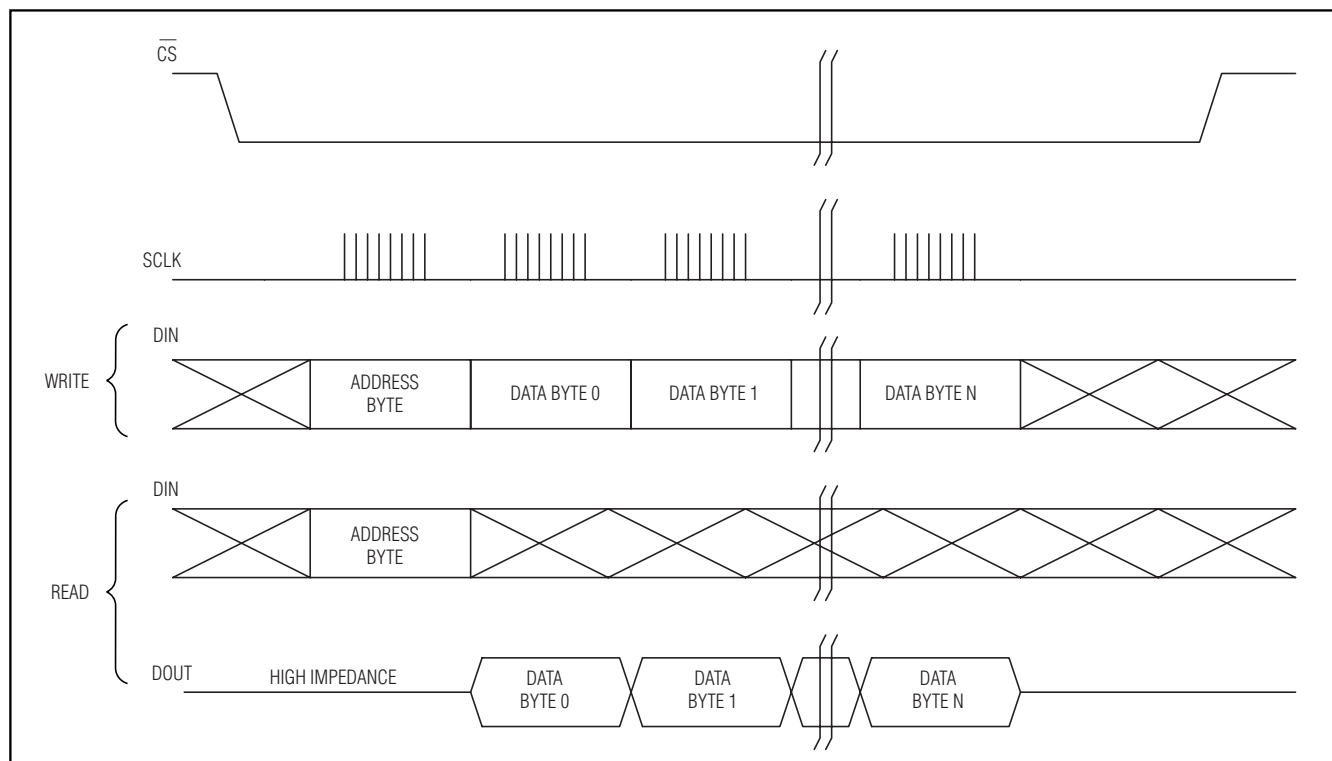 C̅S̅
SCLK
DIN
WRITE
ADDRESS
BYTE
DATA BYTE 0
DATA BYTE 1
DATA BYTE N
DIN
READ
ADDRESS
BYTE
DOUT
HIGH IMPEDANCE
DATA
BYTE 0
DATA
BYTE 1
DATA
BYTE N